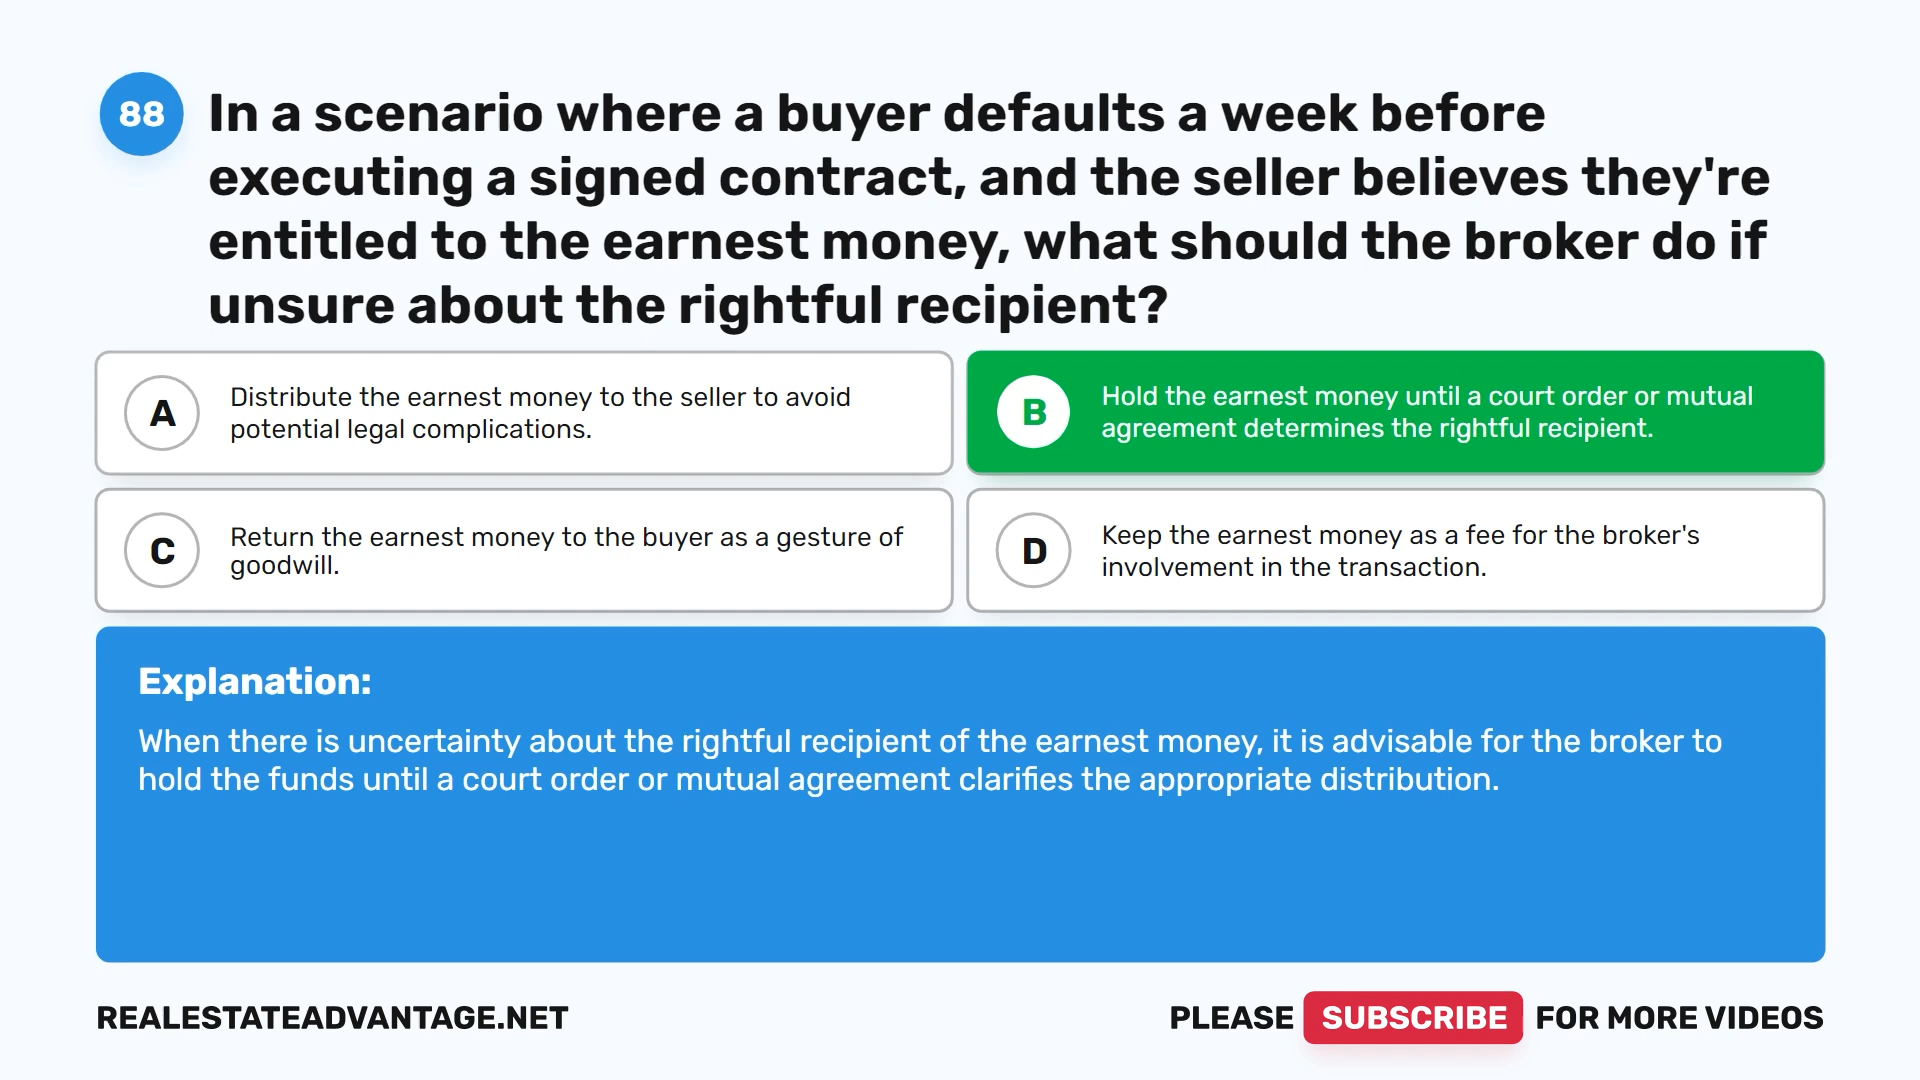 88
In a scenario where a buyer defaults a week before
executing a signed contract, and the seller believes they're
entitled to the earnest money, what should the broker do if
unsure about the rightful recipient?
A
Distribute the earnest money to the seller to avoid
potential legal complications.
B
Hold the earnest money until a court order or mutual
agreement determines the rightful recipient.
C
Return the earnest money to the buyer as a gesture of
goodwill.
D
Keep the earnest money as a fee for the broker's
involvement in the transaction.
Explanation:
When there is uncertainty about the rightful recipient of the earnest money, it is advisable for the broker to
hold the funds until a court order or mutual agreement clarifies the appropriate distribution.
REALESTATEADVANTAGE.NET
PLEASE SUBSCRIBE FOR MORE VIDEOS